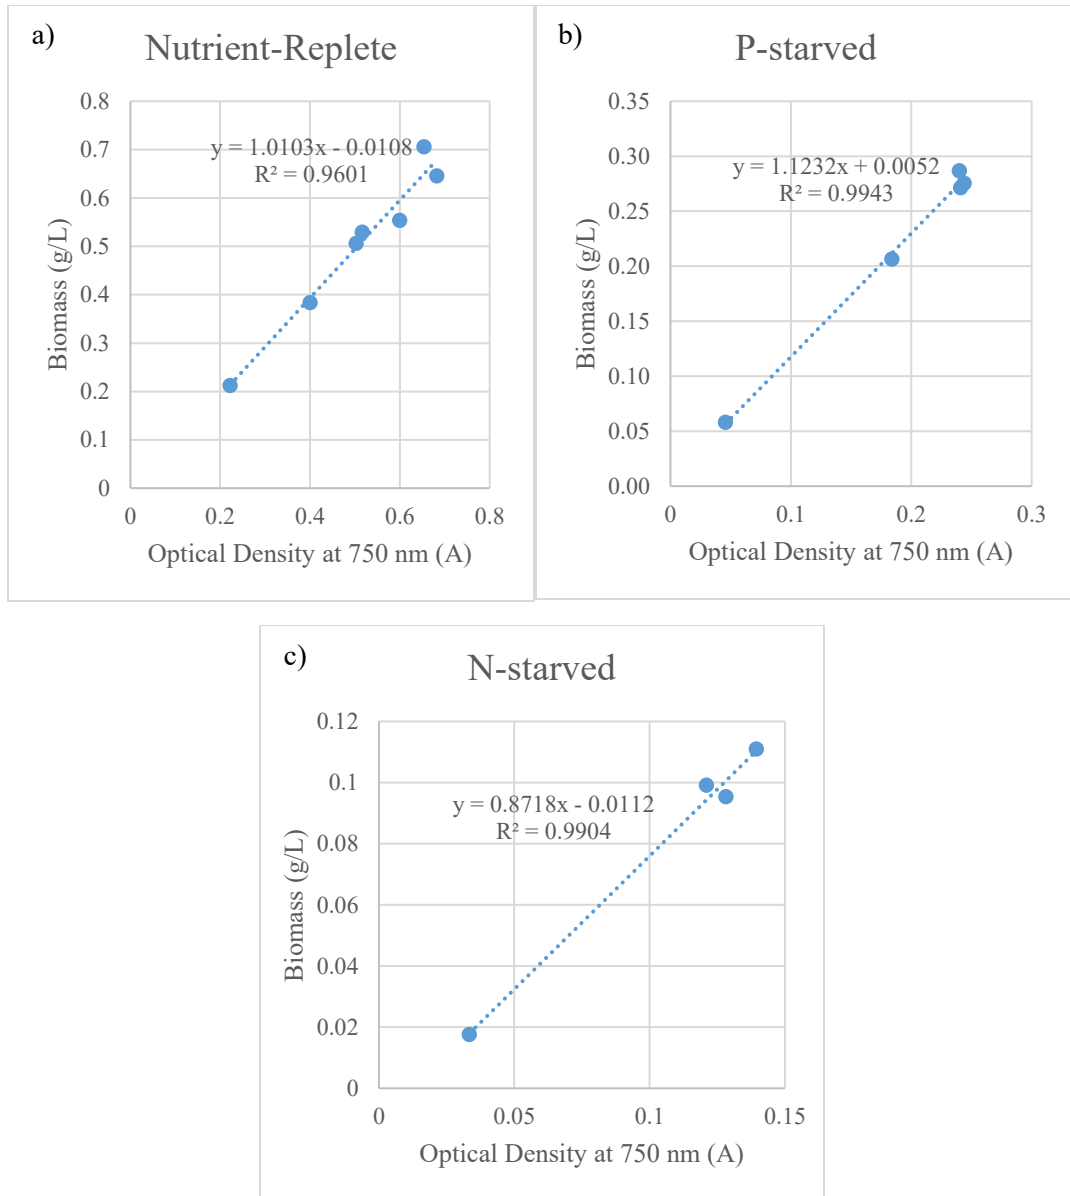 a)
Nutrient-Replete
0.8
0.7
0.6
0.5
0.4
0.3
0.2
0.1
0
y = 1.0103x - 0.0108
R² = 0.9601
Biomass (g/L)
0 0.2 0.4 0.6 0.8
Optical Density at 750 nm (A)
b)
P-starved
0.35
0.30
0.25
0.20
0.15
0.10
0.05
0.00
y = 1.1232x + 0.0052
R² = 0.9943
Biomass (g/L)
0 0.1 0.2 0.3
Optical Density at 750 nm (A)
c)
N-starved
0.12
0.1
0.08
0.06
0.04
0.02
0
y = 0.8718x - 0.0112
R² = 0.9904
Biomass (g/L)
0 0.05 0.1 0.15
Optical Density at 750 nm (A)